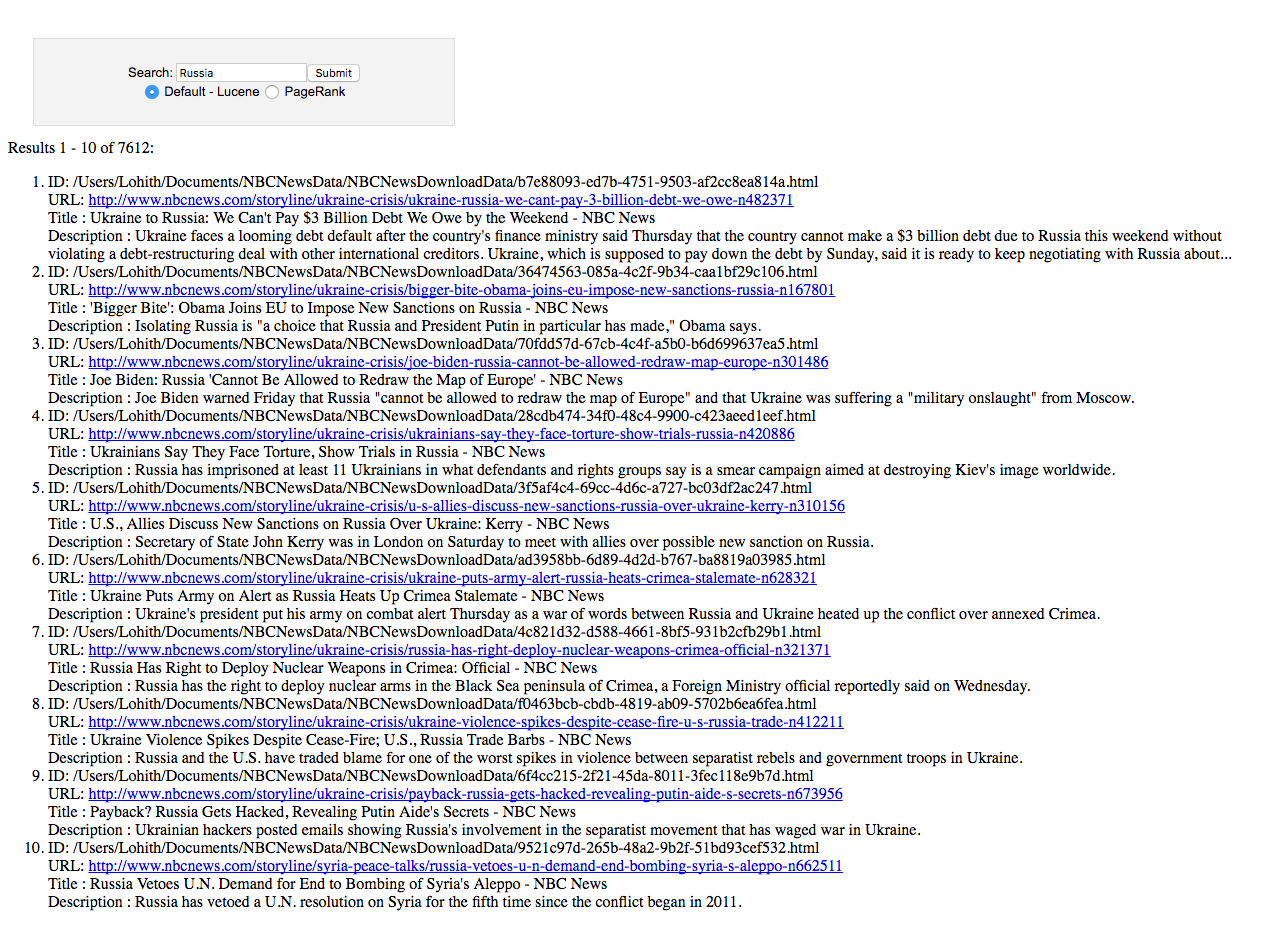 Search: Russia Submit
Default - Lucene PageRank
Results 1 - 10 of 7612:
1. ID: /Users/Lohith/Documents/NBCNewsData/NBCNewsDownloadData/b7e88093-ed7b-4751-9503-af2cc8ea814a.html
URL: http://www.nbcnews.com/storyline/ukraine-crisis/ukraine-russia-we-cant-pay-3-billion-debt-we-owe-n482371
Title : Ukraine to Russia: We Can't Pay $3 Billion Debt We Owe by the Weekend - NBC News
Description : Ukraine faces a looming debt default after the country's finance ministry said Thursday that the country cannot make a $3 billion debt due to Russia this weekend without
violating a debt-restructuring deal with other international creditors. Ukraine, which is supposed to pay down the debt by Sunday, said it is ready to keep negotiating with Russia about...
2. ID: /Users/Lohith/Documents/NBCNewsData/NBCNewsDownloadData/36474563-085a-4c2f-9b34-caa1bf29c106.html
URL: http://www.nbcnews.com/storyline/ukraine-crisis/bigger-bite-obama-joins-eu-impose-new-sanctions-russia-n167801
Title : 'Bigger Bite': Obama Joins EU to Impose New Sanctions on Russia - NBC News
Description : Isolating Russia is "a choice that Russia and President Putin in particular has made," Obama says.
3. ID: /Users/Lohith/Documents/NBCNewsData/NBCNewsDownloadData/70fdd57d-67cb-4c4f-a5b0-b6d699637ea5.html
URL: http://www.nbcnews.com/storyline/ukraine-crisis/joe-biden-russia-cannot-be-allowed-redraw-map-europe-n301486
Title : Joe Biden: Russia 'Cannot Be Allowed to Redraw the Map of Europe' - NBC News
Description : Joe Biden warned Friday that Russia "cannot be allowed to redraw the map of Europe" and that Ukraine was suffering a "military onslaught" from Moscow.
4. ID: /Users/Lohith/Documents/NBCNewsData/NBCNewsDownloadData/28cdb474-34f0-48c4-9900-c423aeed1eef.html
URL: http://www.nbcnews.com/storyline/ukraine-crisis/ukrainians-say-they-face-torture-show-trials-russia-n420886
Title : Ukrainians Say They Face Torture, Show Trials in Russia - NBC News
Description : Russia has imprisoned at least 11 Ukrainians in what defendants and rights groups say is a smear campaign aimed at destroying Kiev's image worldwide.
5. ID: /Users/Lohith/Documents/NBCNewsData/NBCNewsDownloadData/3f5af4c4-69cc-4d6c-a727-bc03df2ac247.html
URL: http://www.nbcnews.com/storyline/ukraine-crisis/u-s-allies-discuss-new-sanctions-russia-over-ukraine-kerry-n310156
Title : U.S., Allies Discuss New Sanctions on Russia Over Ukraine: Kerry - NBC News
Description : Secretary of State John Kerry was in London on Saturday to meet with allies over possible new sanction on Russia.
6. ID: /Users/Lohith/Documents/NBCNewsData/NBCNewsDownloadData/ad3958bb-6d89-4d2d-b767-ba8819a03985.html
URL: http://www.nbcnews.com/storyline/ukraine-crisis/ukraine-puts-army-alert-russia-heats-crimea-stalemate-n628321
Title : Ukraine Puts Army on Alert as Russia Heats Up Crimea Stalemate - NBC News
Description : Ukraine's president put his army on combat alert Thursday as a war of words between Russia and Ukraine heated up the conflict over annexed Crimea.
7. ID: /Users/Lohith/Documents/NBCNewsData/NBCNewsDownloadData/4c821d32-d588-4661-8bf5-931b2cfb29b1.html
URL: http://www.nbcnews.com/storyline/ukraine-crisis/russia-has-right-deploy-nuclear-weapons-crimea-official-n321371
Title : Russia Has Right to Deploy Nuclear Weapons in Crimea: Official - NBC News
Description : Russia has the right to deploy nuclear arms in the Black Sea peninsula of Crimea, a Foreign Ministry official reportedly said on Wednesday.
8. ID: /Users/Lohith/Documents/NBCNewsData/NBCNewsDownloadData/f0463bcb-cbdb-4819-ab09-5702b6ea6fea.html
URL: http://www.nbcnews.com/storyline/ukraine-crisis/ukraine-violence-spikes-despite-cease-fire-u-s-russia-trade-n412211
Title : Ukraine Violence Spikes Despite Cease-Fire; U.S., Russia Trade Barbs - NBC News
Description : Russia and the U.S. have traded blame for one of the worst spikes in violence between separatist rebels and government troops in Ukraine.
9. ID: /Users/Lohith/Documents/NBCNewsData/NBCNewsDownloadData/6f4cc215-2f21-45da-8011-3fec118e9b7d.html
URL: http://www.nbcnews.com/storyline/ukraine-crisis/payback-russia-gets-hacked-revealing-putin-aide-s-secrets-n673956
Title : Payback? Russia Gets Hacked, Revealing Putin Aide's Secrets - NBC News
Description : Ukrainian hackers posted emails showing Russia's involvement in the separatist movement that has waged war in Ukraine.
10. ID: /Users/Lohith/Documents/NBCNewsData/NBCNewsDownloadData/9521c97d-265b-48a2-9b2f-51bd93cef532.html
URL: http://www.nbcnews.com/storyline/syria-peace-talks/russia-vetoes-u-n-demand-end-bombing-syria-s-aleppo-n662511
Title : Russia Vetoes U.N. Demand for End to Bombing of Syria's Aleppo - NBC News
Description : Russia has vetoed a U.N. resolution on Syria for the fifth time since the conflict began in 2011.